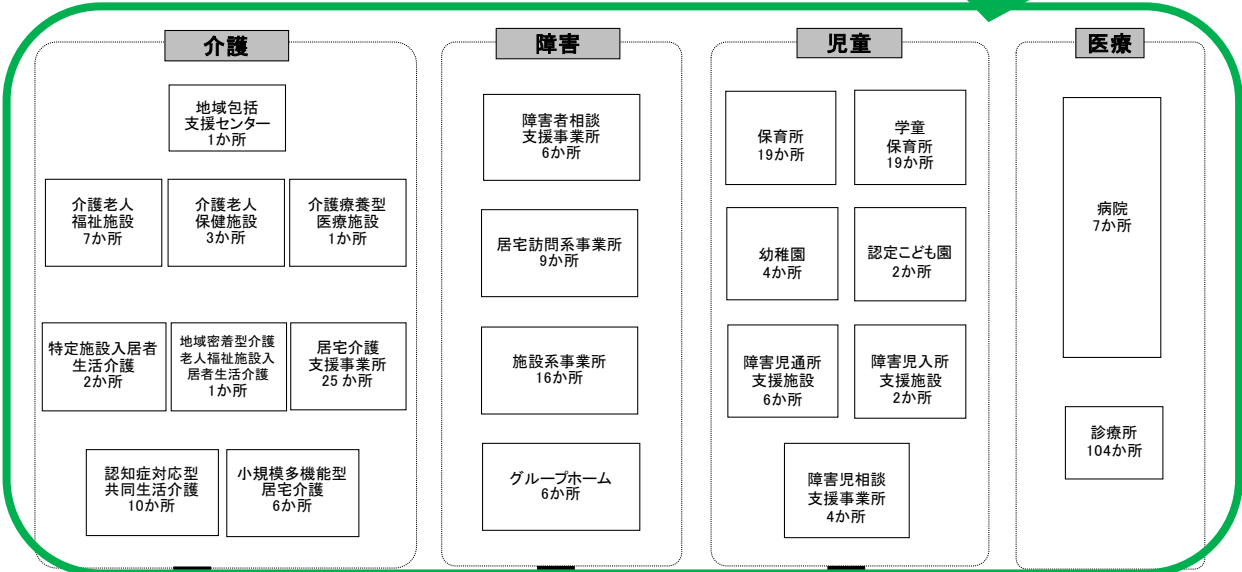 介護
地域包括
支援センター
1か所
介護老人
福祉施設
7か所
介護老人
保健施設
3か所
介護療養型
医療施設
1か所
特定施設入居者
生活介護
2か所
地域密着型介護
老人福祉施設入
居者生活介護
1か所
居宅介護
支援事業所
25か所
認知症対応型
共同生活介護
10か所
小規模多機能型
居宅介護
6か所
障害
障害者相談
支援事業所
6か所
居宅訪問系事業所
9か所
施設系事業所
16か所
グループホーム
6か所
児童
保育所
19か所
学童
保育所
19か所
幼稚園
4か所
認定こども園
2か所
障害児通所
支援施設
6か所
障害児入所
支援施設
2か所
障害児相談
支援事業所
4か所
医療
病院
7か所
診療所
104か所